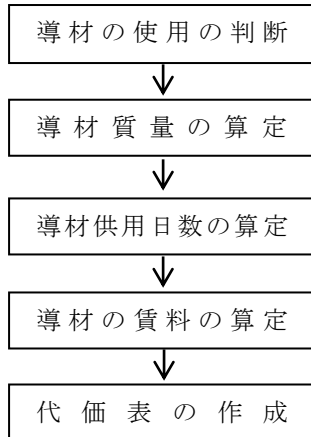 導材の使用の判断
導材質量の算定
導材供用日数の算定
導材の賃料の算定
代価表の作成